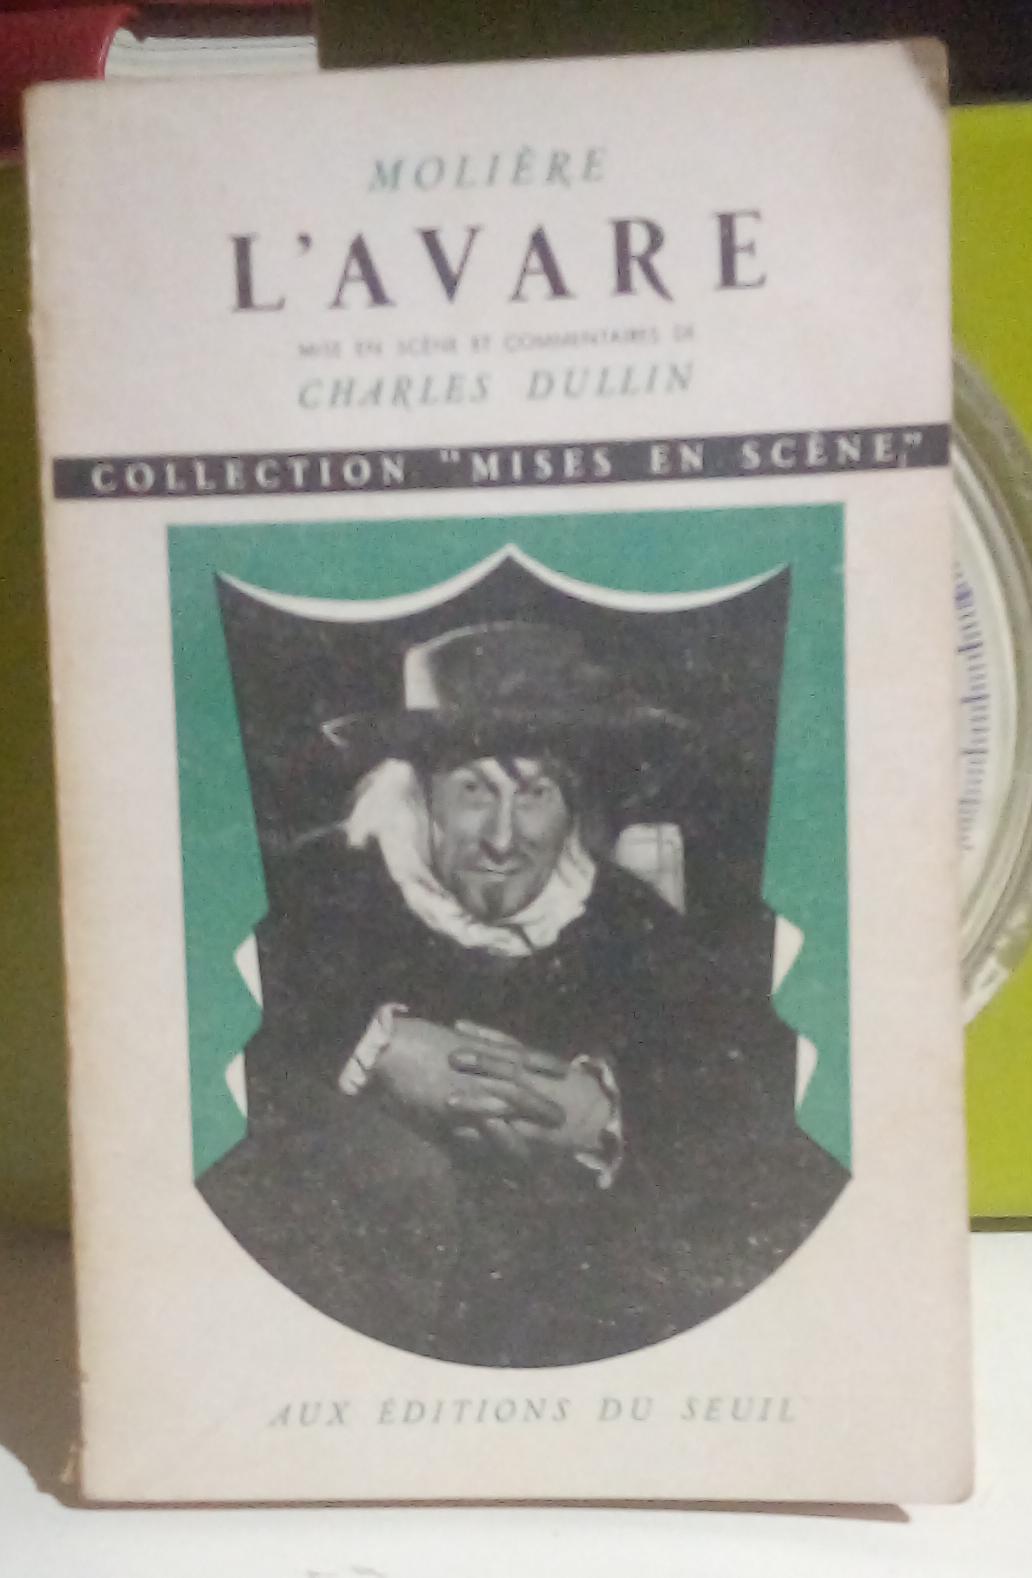 MOLIÈRE
L'AVARE
MISE EN SCÈNE ET COMMENTAIRES DE
CHARLES DULLIN
COLLECTION "MISES EN SCÈNE"
AUX ÉDITIONS DU SEUIL